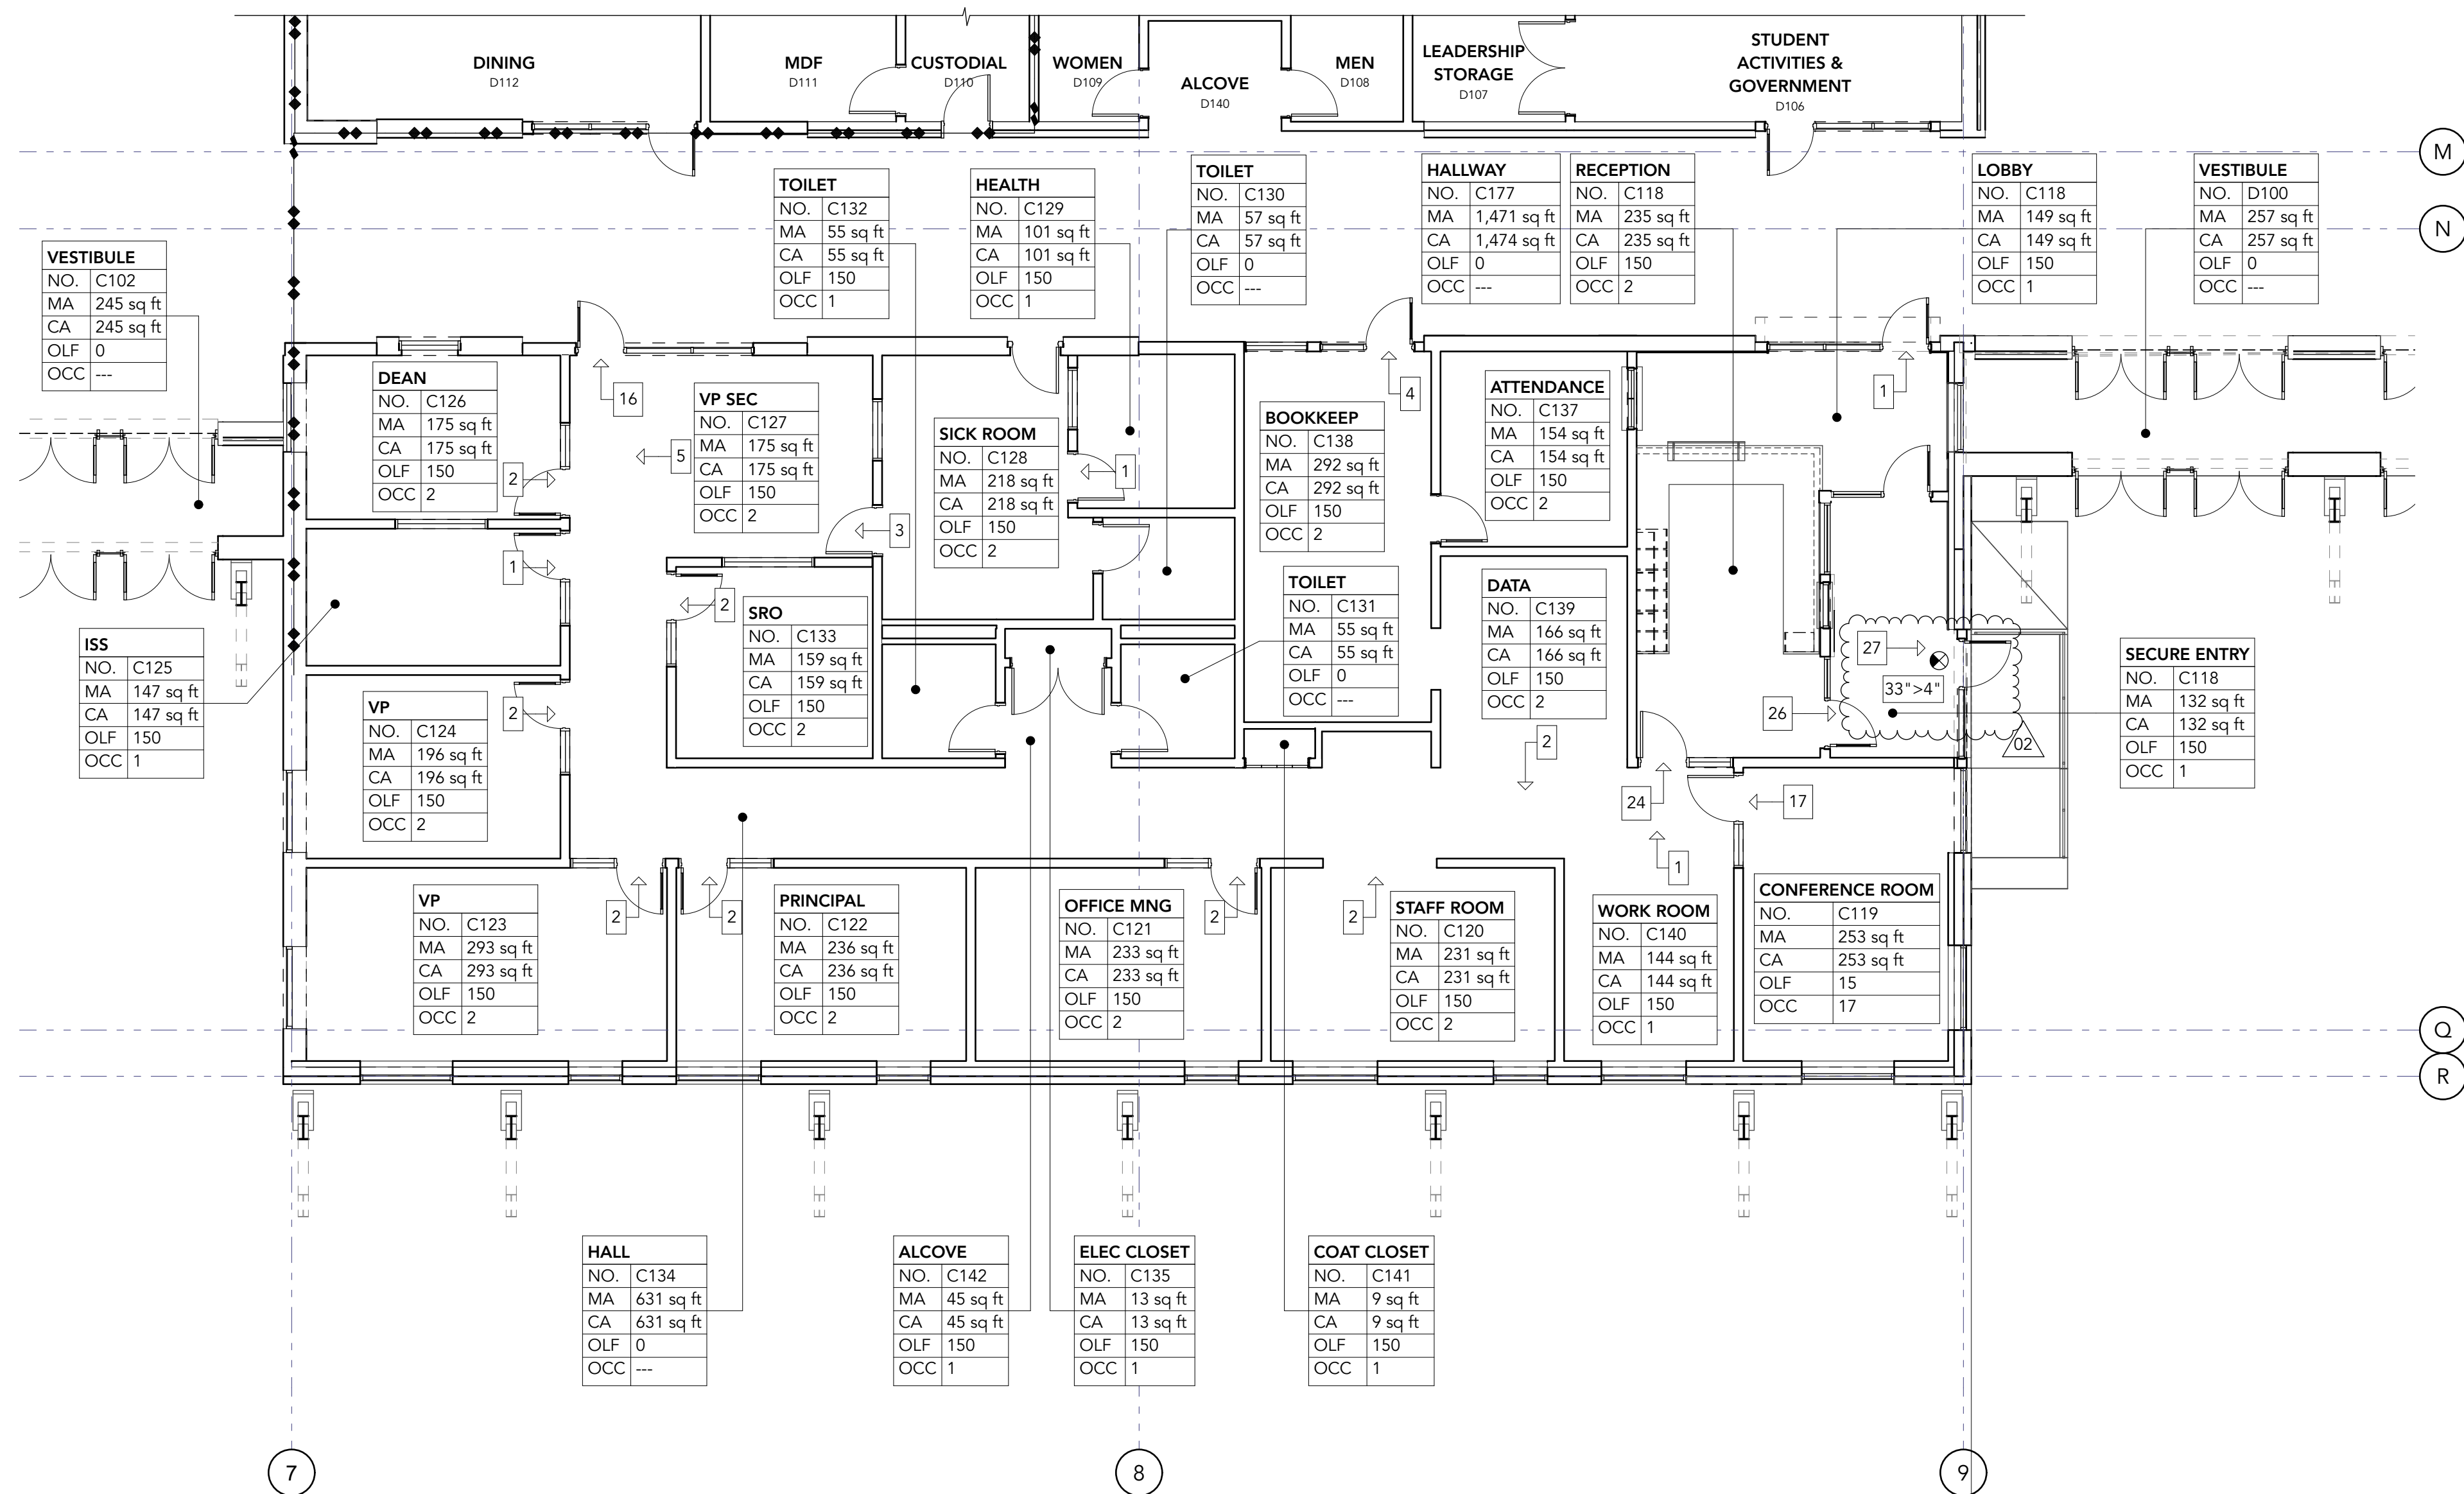 DINING
D112
MDF
D111
CUSTODIAL
D110
WOMEN
D109
ALCOVE
D140
MEN
D108
LEADERSHIP
STORAGE
D107
STUDENT
ACTIVITIES &
GOVERNMENT
D106
M
N
VESTIBULE
NO. C102
MA 245 sq ft
CA 245 sq ft
OLF 0
OCC ---
TOILET
NO. C132
MA 55 sq ft
CA 55 sq ft
OLF 150
OCC 1
HEALTH
NO. C129
MA 101 sq ft
CA 101 sq ft
OLF 150
OCC 1
TOILET
NO. C130
MA 57 sq ft
CA 57 sq ft
OLF 0
OCC ---
HALLWAY
NO. C177
MA 1,471 sq ft
CA 1,474 sq ft
OLF 0
OCC ---
RECEPTION
NO. C118
MA 235 sq ft
CA 235 sq ft
OLF 150
OCC 2
LOBBY
NO. C118
MA 149 sq ft
CA 149 sq ft
OLF 150
OCC 1
VESTIBULE
NO. D100
MA 257 sq ft
CA 257 sq ft
OLF 0
OCC ---
DEAN
NO. C126
MA 175 sq ft
CA 175 sq ft
OLF 150
OCC 2
2
16
5
VP SEC
NO. C127
MA 175 sq ft
CA 175 sq ft
OLF 150
OCC 2
3
SICK ROOM
NO. C128
MA 218 sq ft
CA 218 sq ft
OLF 150
OCC 2
1
BOOKKEEP
NO. C138
MA 292 sq ft
CA 292 sq ft
OLF 150
OCC 2
4
ATTENDANCE
NO. C137
MA 154 sq ft
CA 154 sq ft
OLF 150
OCC 2
1
1
2
ISS
NO. C125
MA 147 sq ft
CA 147 sq ft
OLF 150
OCC 1
VP
NO. C124
MA 196 sq ft
CA 196 sq ft
OLF 150
OCC 2
2
SRO
NO. C133
MA 159 sq ft
CA 159 sq ft
OLF 150
OCC 2
TOILET
NO. C131
MA 55 sq ft
CA 55 sq ft
OLF 0
OCC ---
DATA
NO. C139
MA 166 sq ft
CA 166 sq ft
OLF 150
OCC 2
2
27
33">4"
26
02
SECURE ENTRY
NO. C118
MA 132 sq ft
CA 132 sq ft
OLF 150
OCC 1
24
17
1
VP
NO. C123
MA 293 sq ft
CA 293 sq ft
OLF 150
OCC 2
2
2
PRINCIPAL
NO. C122
MA 236 sq ft
CA 236 sq ft
OLF 150
OCC 2
OFFICE MNG
NO. C121
MA 233 sq ft
CA 233 sq ft
OLF 150
OCC 2
2
2
STAFF ROOM
NO. C120
MA 231 sq ft
CA 231 sq ft
OLF 150
OCC 2
WORK ROOM
NO. C140
MA 144 sq ft
CA 144 sq ft
OLF 150
OCC 1
CONFERENCE ROOM
NO. C119
MA 253 sq ft
CA 253 sq ft
OLF 15
OCC 17
Q
R
HALL
NO. C134
MA 631 sq ft
CA 631 sq ft
OLF 0
OCC ---
ALCOVE
NO. C142
MA 45 sq ft
CA 45 sq ft
OLF 150
OCC 1
ELEC CLOSET
NO. C135
MA 13 sq ft
CA 13 sq ft
OLF 150
OCC 1
COAT CLOSET
NO. C141
MA 9 sq ft
CA 9 sq ft
OLF 150
OCC 1
7
8
9